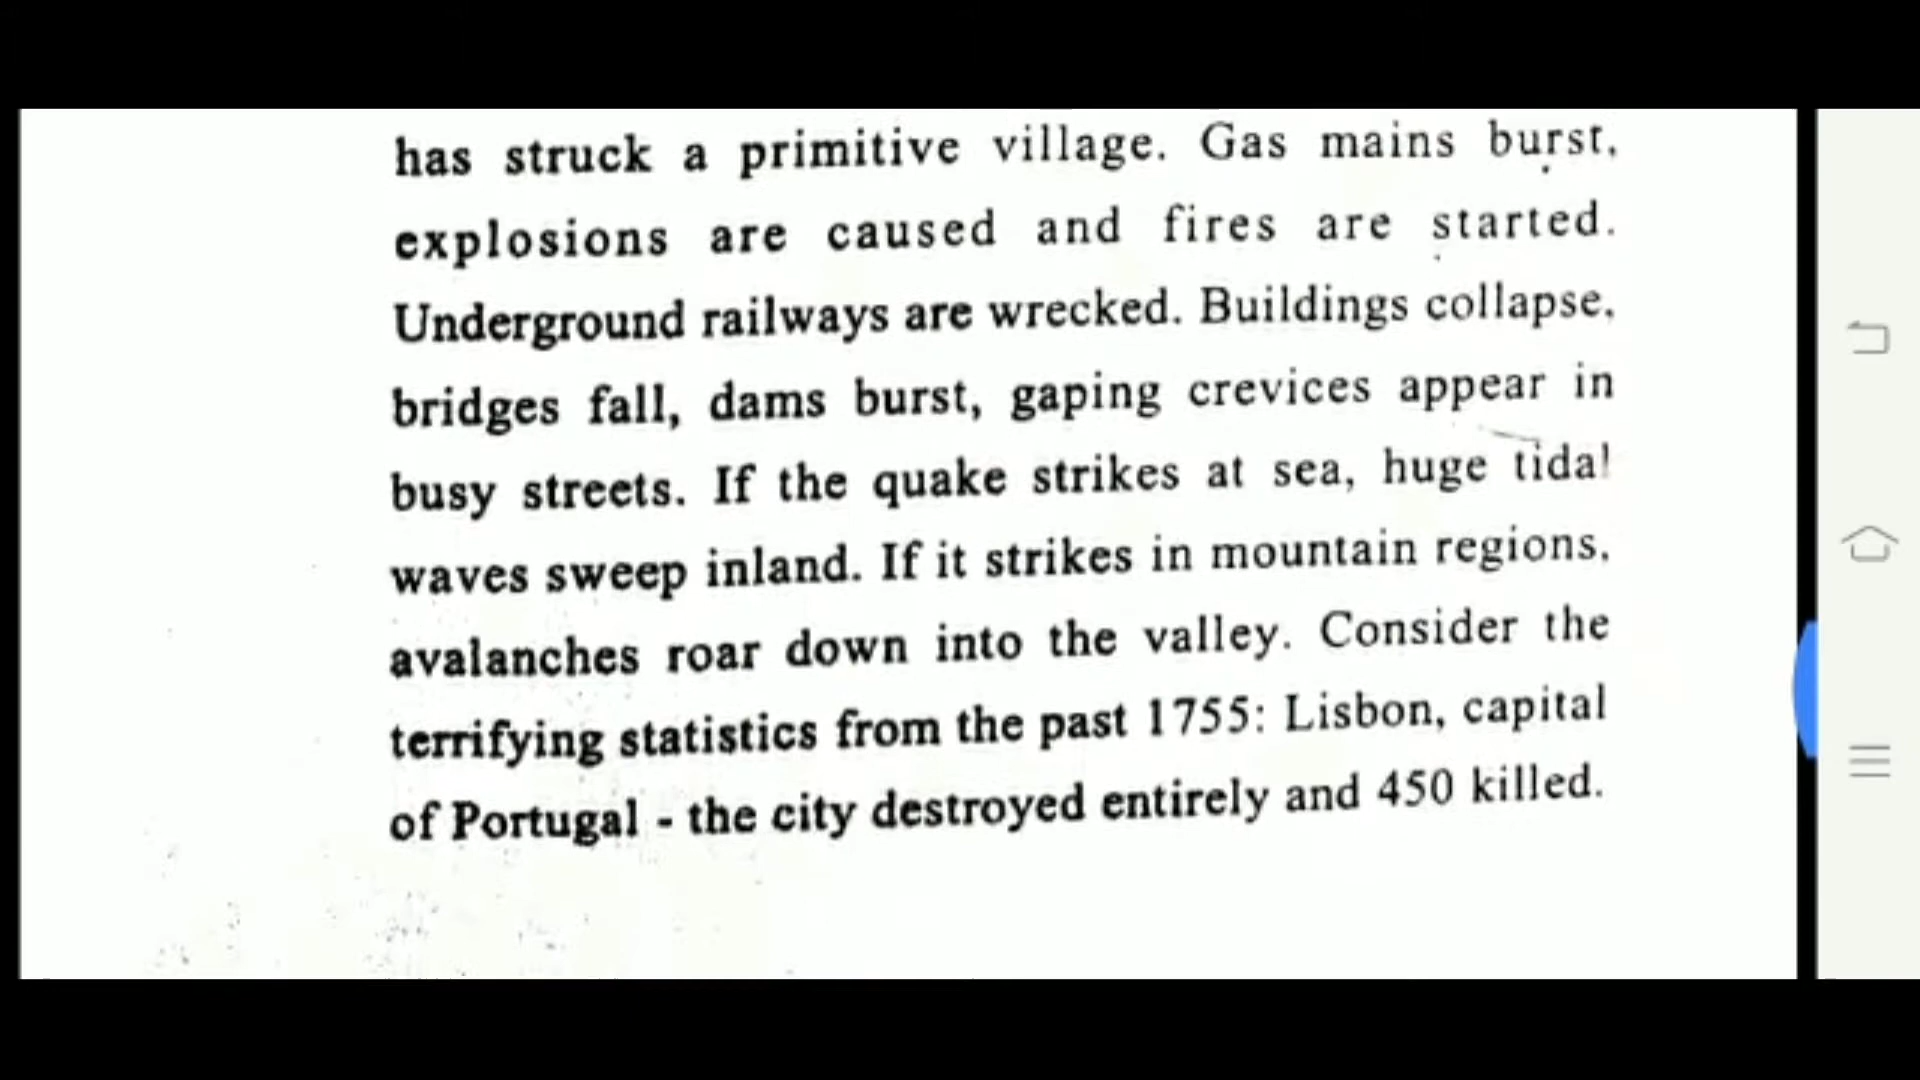 has struck a primitive village. Gas mains burst,
explosions are caused and fires are started.
Underground railways are wrecked. Buildings collapse,
bridges fall, dams burst, gaping crevices appear in
busy streets. If the quake strikes at sea, huge tidal
waves sweep inland. If it strikes in mountain regions,
avalanches roar down into the valley. Consider the
terrifying statistics from the past 1755: Lisbon, capital
of Portugal - the city destroyed entirely and 450 killed.